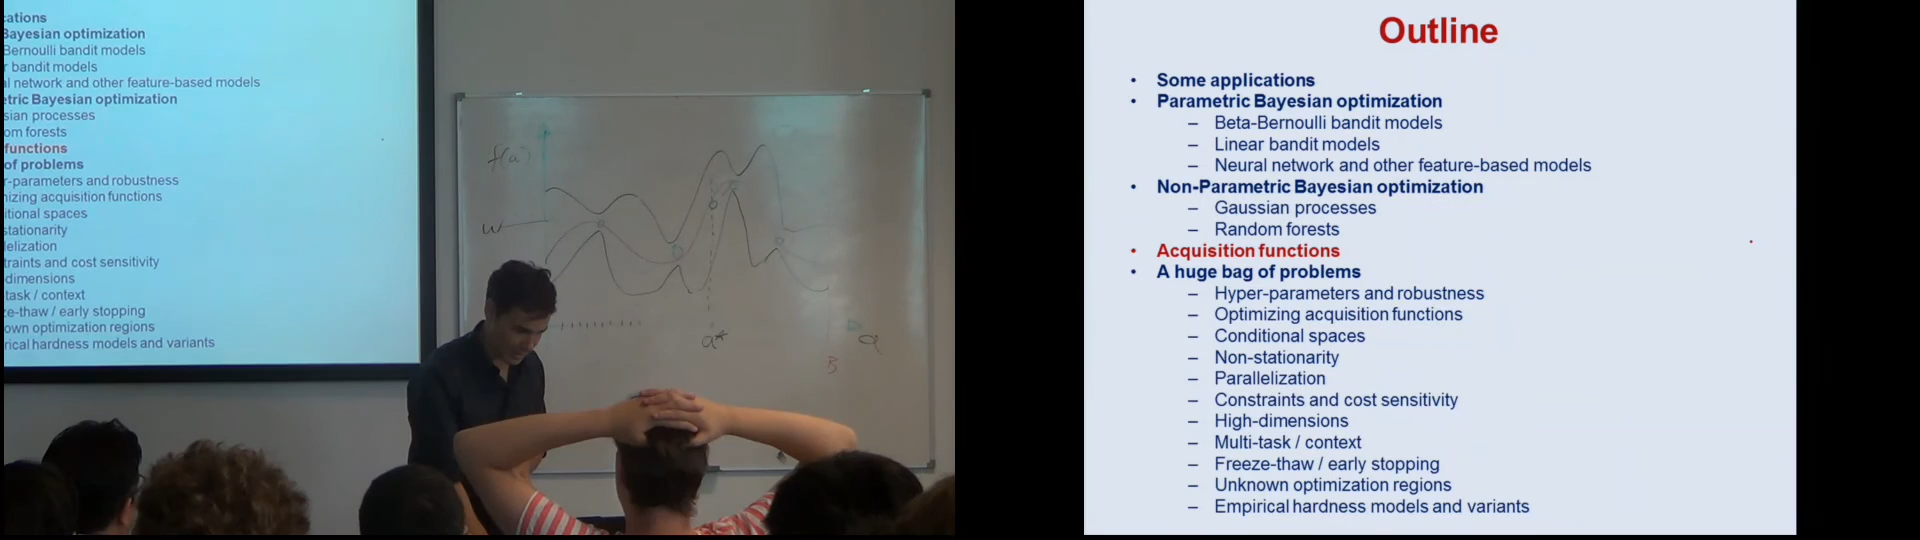 cations
Bayesian optimization
Bernoulli bandit models
r bandit models
al network and other feature-based models
etric Bayesian optimization
sian processes
om forests
functions
of problems
r-parameters and robustness
nizing acquisition functions
itional spaces
stationarity
lelization
traints and cost sensitivity
-dimensions
task / context
ze-thaw / early stopping
own optimization regions
rical hardness models and variants
f(a)
a*
a
B
Outline
• Some applications
• Parametric Bayesian optimization
– Beta-Bernoulli bandit models
– Linear bandit models
– Neural network and other feature-based models
• Non-Parametric Bayesian optimization
– Gaussian processes
– Random forests
• Acquisition functions
• A huge bag of problems
– Hyper-parameters and robustness
– Optimizing acquisition functions
– Conditional spaces
– Non-stationarity
– Parallelization
– Constraints and cost sensitivity
– High-dimensions
– Multi-task / context
– Freeze-thaw / early stopping
– Unknown optimization regions
– Empirical hardness models and variants